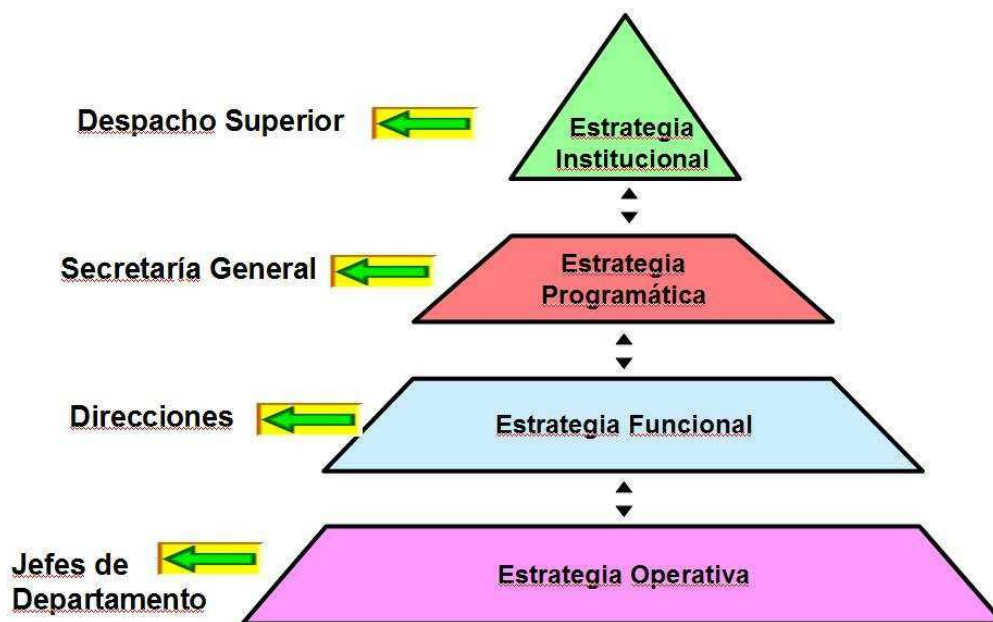 Despacho Superior
Estrategia
Institucional
Secretaría General
Estrategia
Programática
Direcciones
Estrategia Funcional
Jefes de
Departamento
Estrategia Operativa